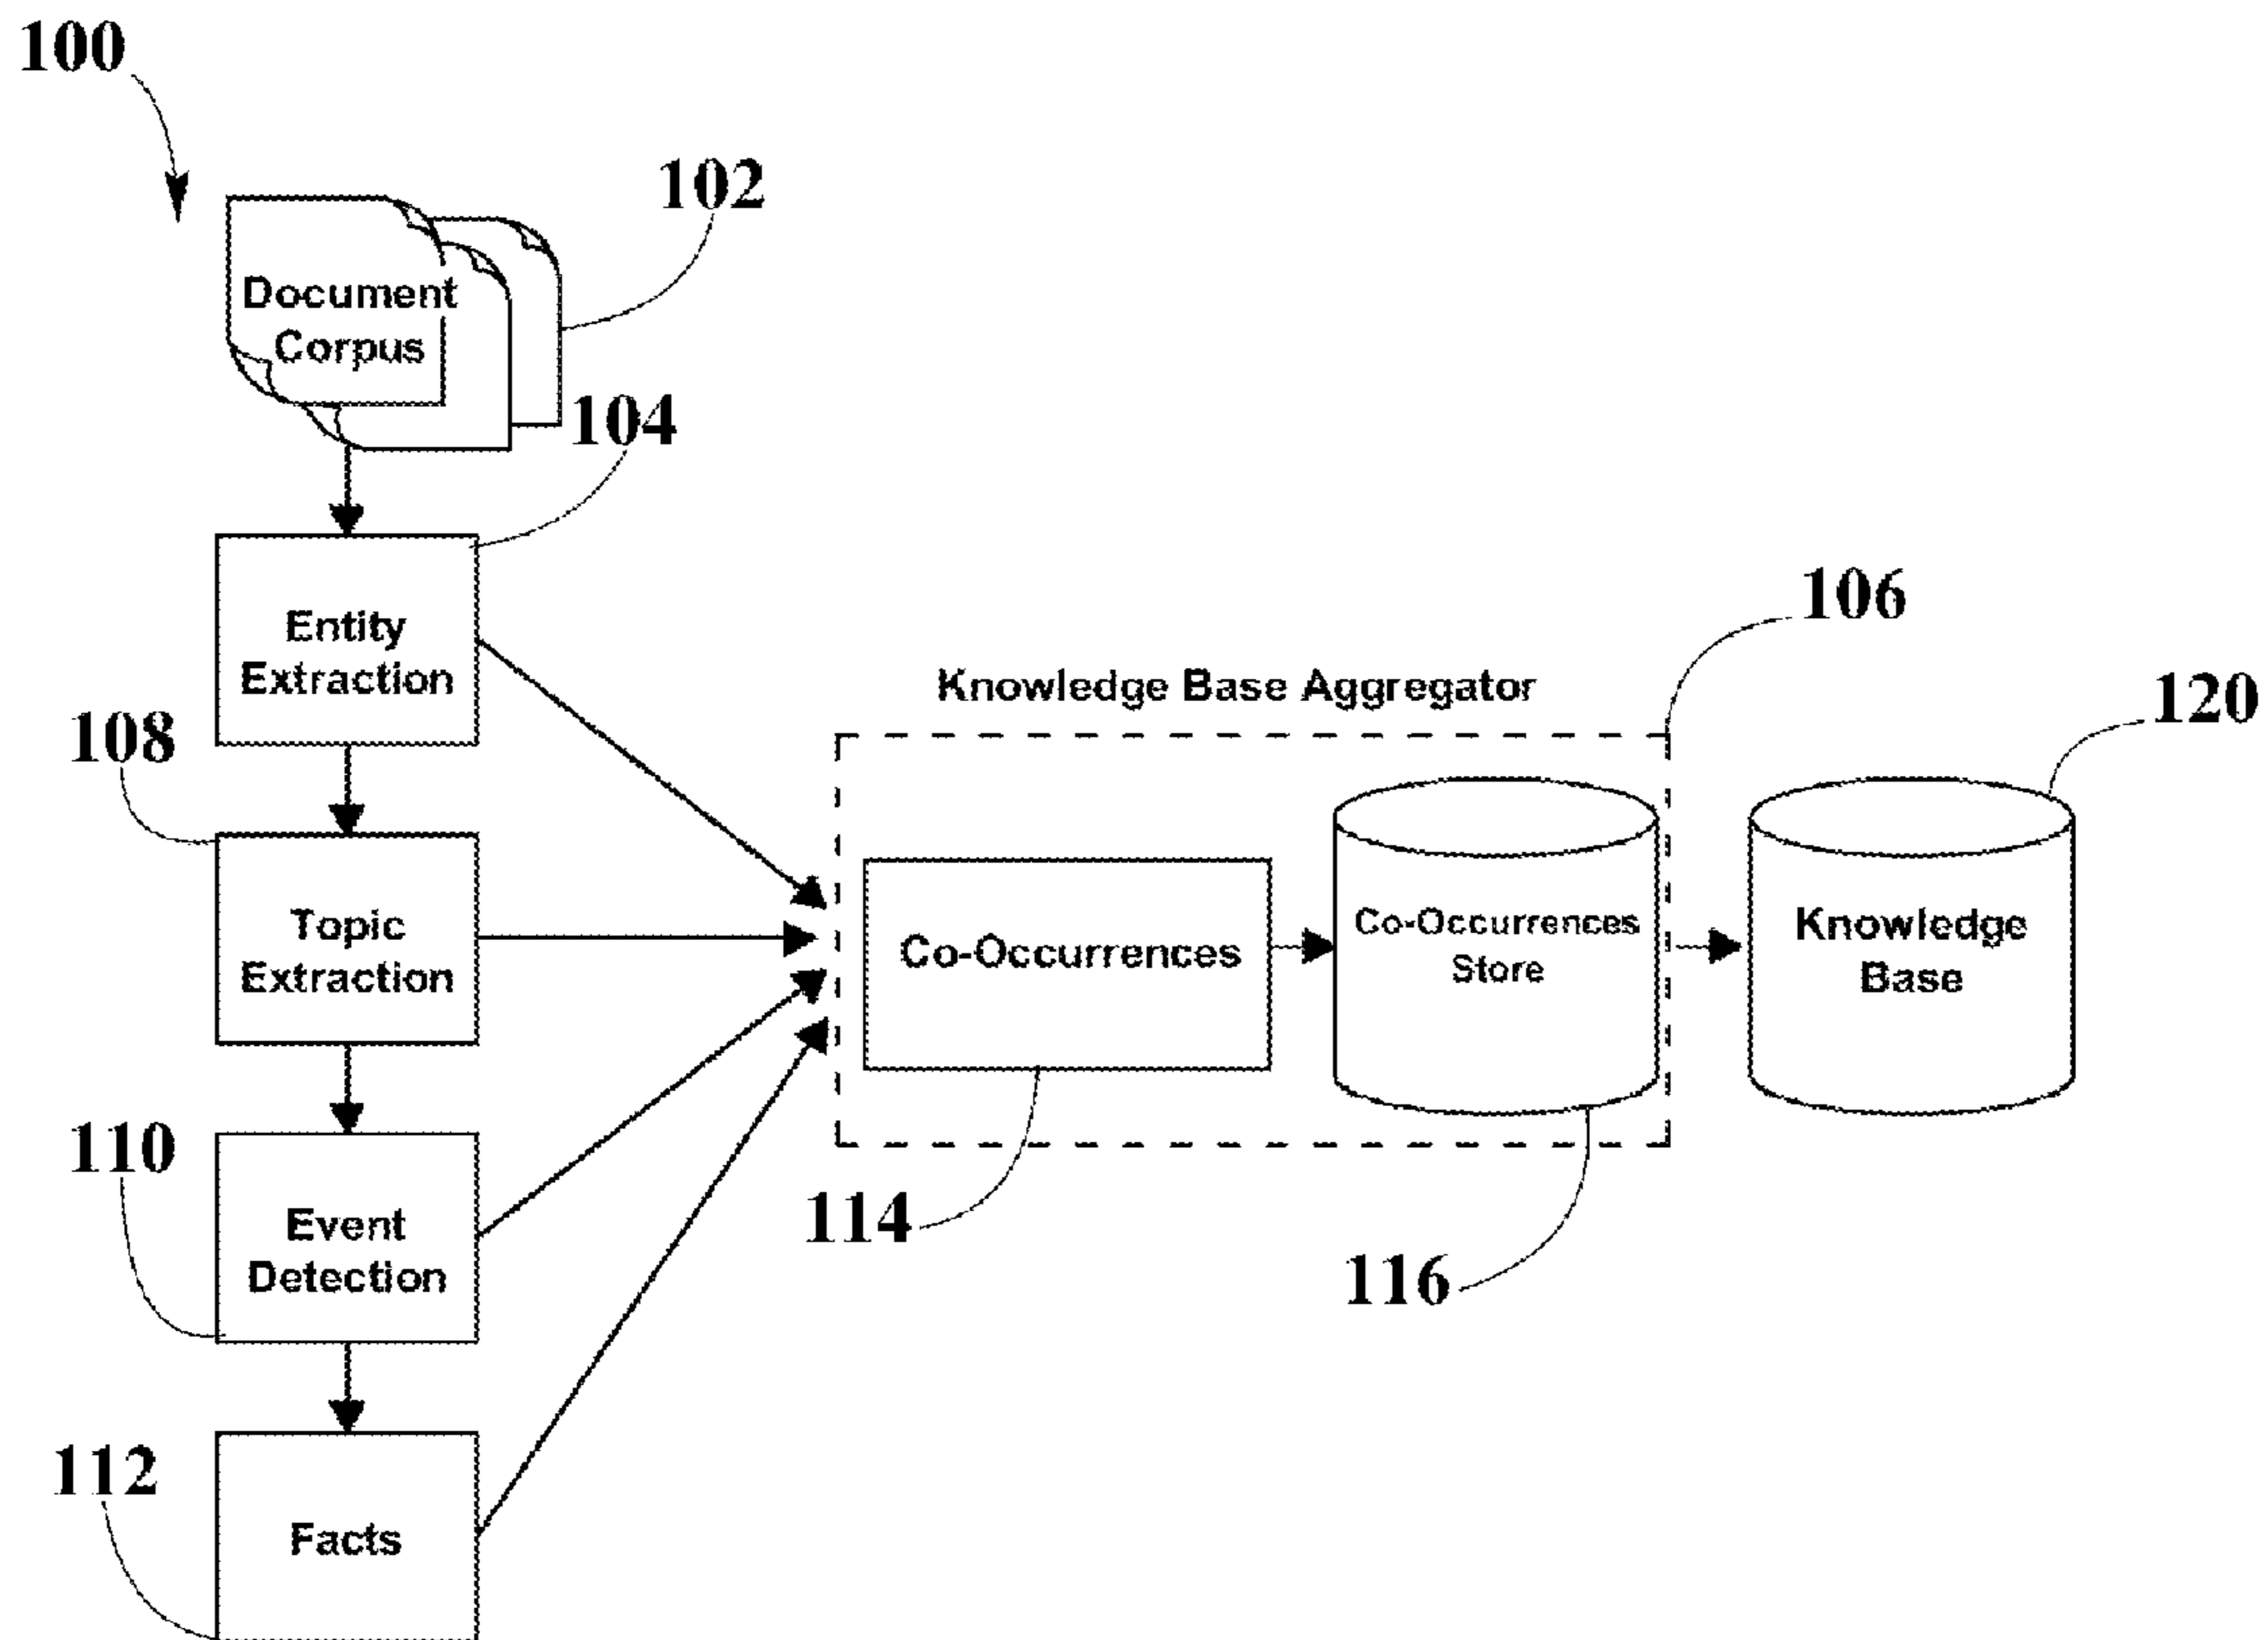 100
102
Document
Corpus
104
Entity
Extraction
106
Knowledge Base Aggregator
120
108
Topic
Extraction
Co-Occurrences
Co-Occurrences
Store
Knowledge
Base
110
114
Event
Detection
116
112
Facts